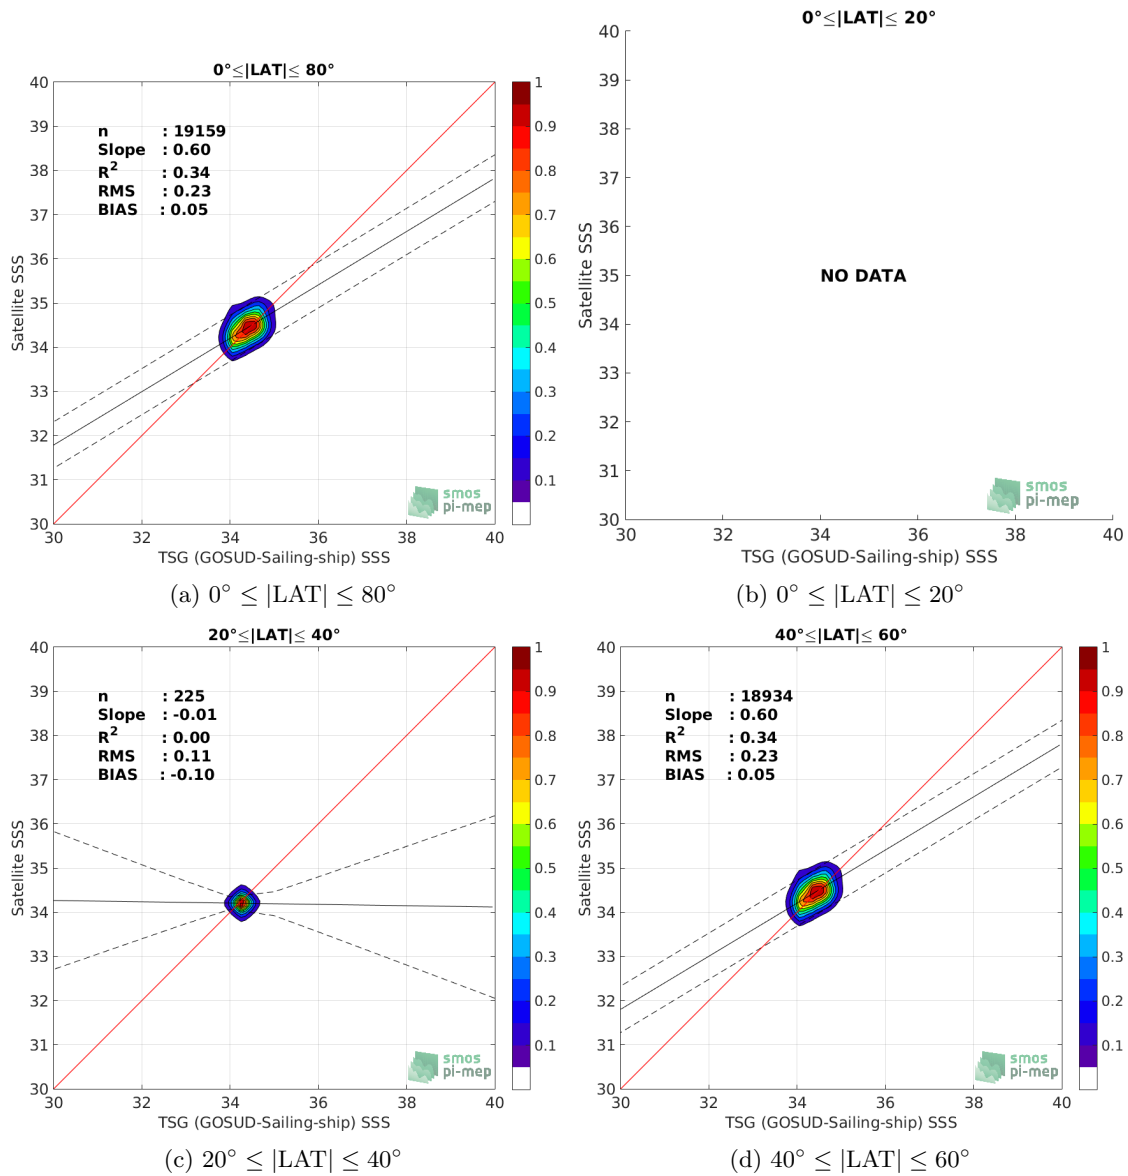 0°≤|LAT|≤ 80°
40
39
38
37
36
35
34
33
32
31
30
n : 19159
Slope : 0.60
R² : 0.34
RMS : 0.23
BIAS : 0.05
Satellite SSS
30 32 34 36 38 40
TSG (GOSUD-Sailing-ship) SSS
1
0.9
0.8
0.7
0.6
0.5
0.4
0.3
0.2
0.1
smos
pi-mep
(a) 0° ≤ |LAT| ≤ 80°
0°≤|LAT|≤ 20°
40
39
38
37
36
35
34
33
32
31
30
Satellite SSS
NO DATA
30 32 34 36 38 40
TSG (GOSUD-Sailing-ship) SSS
smos
pi-mep
(b) 0° ≤ |LAT| ≤ 20°
20°≤|LAT|≤ 40°
40
39
38
37
36
35
34
33
32
31
30
n : 225
Slope : -0.01
R² : 0.00
RMS : 0.11
BIAS : -0.10
Satellite SSS
30 32 34 36 38 40
TSG (GOSUD-Sailing-ship) SSS
1
0.9
0.8
0.7
0.6
0.5
0.4
0.3
0.2
0.1
smos
pi-mep
(c) 20° ≤ |LAT| ≤ 40°
40°≤|LAT|≤ 60°
40
39
38
37
36
35
34
33
32
31
30
n : 18934
Slope : 0.60
R² : 0.34
RMS : 0.23
BIAS : 0.05
Satellite SSS
30 32 34 36 38 40
TSG (GOSUD-Sailing-ship) SSS
1
0.9
0.8
0.7
0.6
0.5
0.4
0.3
0.2
0.1
smos
pi-mep
(d) 40° ≤ |LAT| ≤ 60°